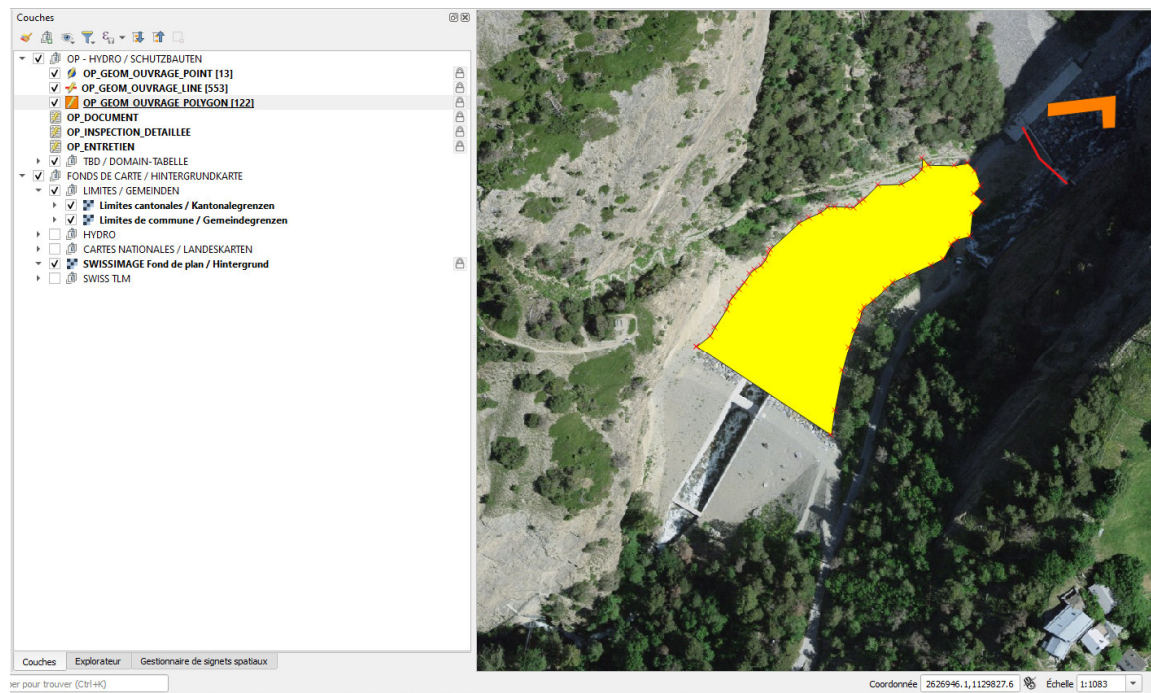 Couches
OP - HYDRO / SCHUTZBAUTEN
OP_GEOM_OUVRAGE_POINT [13]
OP_GEOM_OUVRAGE_LINE [553]
OP_GEOM_OUVRAGE_POLYGON [122]
OP_DOCUMENT
OP_INSPECTION_DETAILLEE
OP_ENTRETIEN
TBD / DOMAIN-TABELLE
FONDS DE CARTE / HINTERGRUNDKARTE
LIMITES / GEMEINDEN
Limites cantonales / Kantonalegrenzen
Limites de commune / Gemeindegrenzen
HYDRO
CARTES NATIONALES / LANDESKARTEN
SWISSIMAGE Fond de plan / Hintergrund
SWISS TLM
Couches Explorateur Gestionnaire de signets spatiaux
per pour trouver (Ctrl+K) Coordonnée 2626946.1,1129827.6 Échelle 1:1083